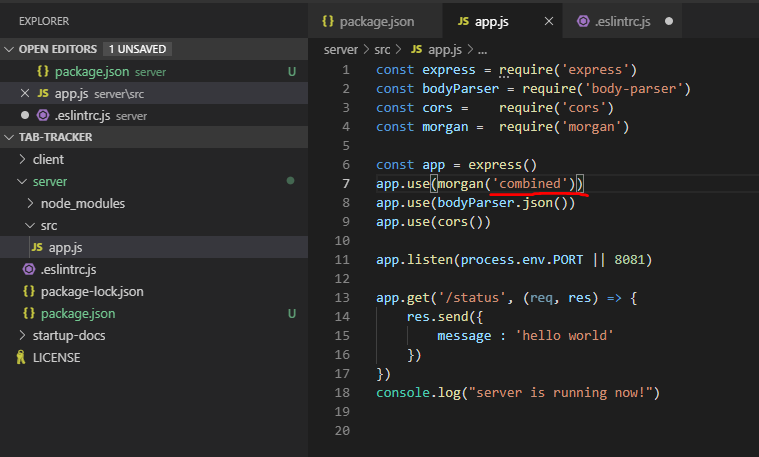 EXPLORER
OPEN EDITORS 1 UNSAVED
{} package.json server U
JS app.js server\src
.eslintrc.js server
TAB-TRACKER
client
server
node_modules
src
JS app.js
.eslintrc.js
package-lock.json
package.json U
startup-docs
LICENSE
{} package.json JS app.js .eslintrc.js
server > src > JS app.js > ...
1 const express = require('express')
2 const bodyParser = require('body-parser')
3 const cors =    require('cors')
4 const morgan =  require('morgan')
5
6 const app = express()
7 app.use(morgan('combined'))
8 app.use(bodyParser.json())
9 app.use(cors())
10
11 app.listen(process.env.PORT || 8081)
12
13 app.get('/status', (req, res) => {
14     res.send({
15         message : 'hello world'
16     })
17 })
18 console.log("server is running now!")
19
20